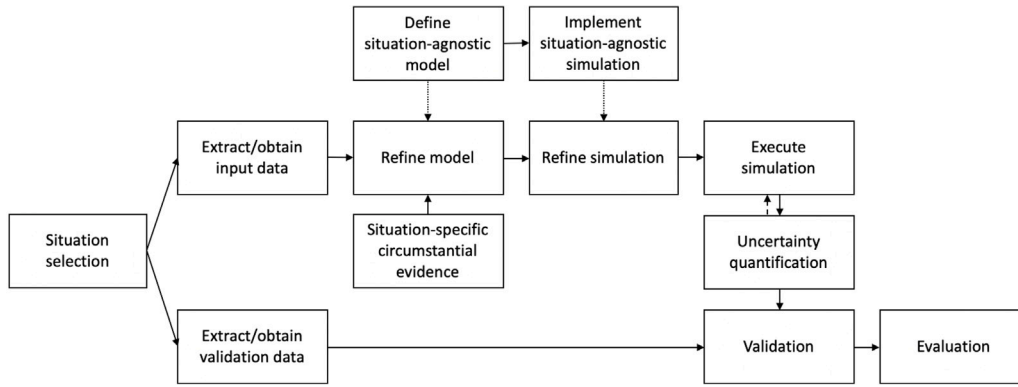 Define
situation-agnostic
model
Implement
situation-agnostic
simulation
Extract/obtain
input data
Refine model
Refine simulation
Execute
simulation
Situation
selection
Situation-specific
circumstantial
evidence
Uncertainty
quantification
Extract/obtain
validation data
Validation
Evaluation